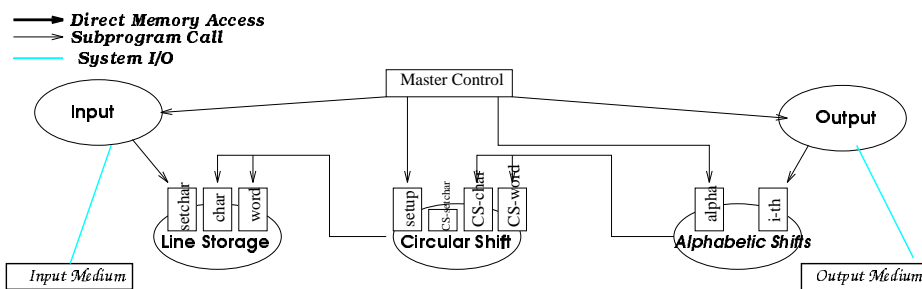 Direct Memory Access
Subprogram Call
System I/O
Master Control
Input
Output
setchar
char
word
setup
CS-setchar
CS-char
CS-word
alpha
i-th
Line Storage
Circular Shift
Alphabetic Shifts
Input Medium
Output Medium